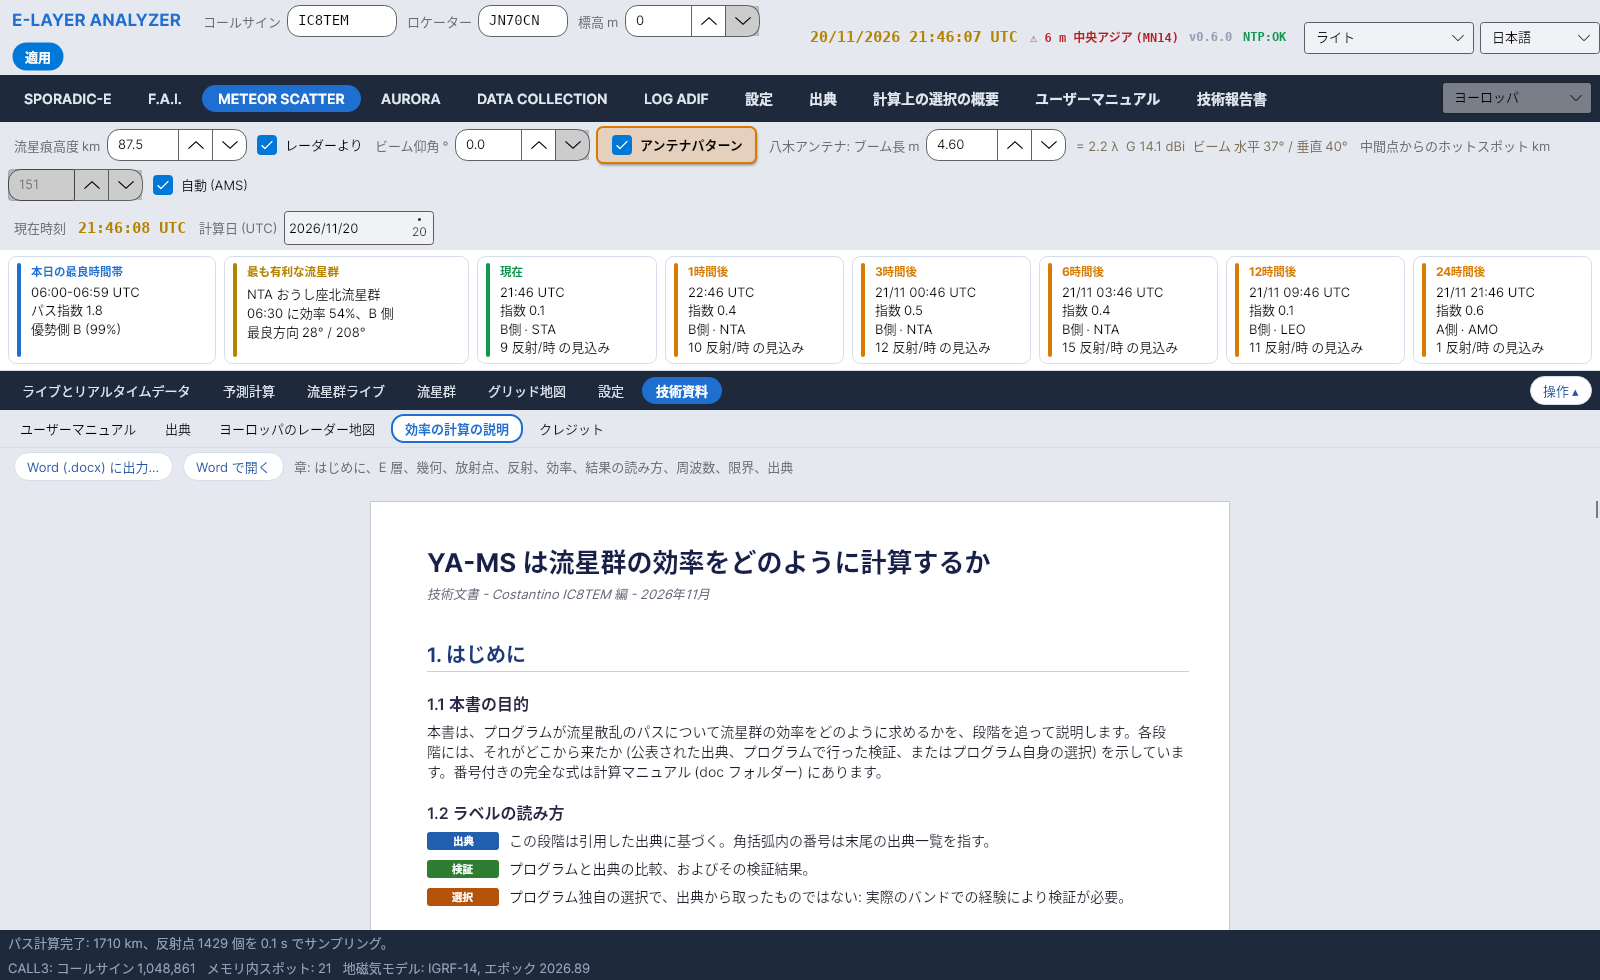 E-LAYER ANALYZER コールサイン IC8TEM ロケーター JN70CN 標高 m 0
適用
20/11/2026 21:46:07 UTC ⚠ 6 m 中央アジア (MN14) v0.6.0 NTP:OK ライト 日本語
SPORADIC-E F.A.I. METEOR SCATTER AURORA DATA COLLECTION LOG ADIF 設定 出典 計算上の選択の概要 ユーザーマニュアル 技術報告書 ヨーロッパ
流星痕高度 km 87.5 レーダーより ビーム仰角 ° 0.0 アンテナパターン 八木アンテナ: ブーム長 m 4.60 = 2.2 λ G 14.1 dBi ビーム 水平 37° / 垂直 40° 中間点からのホットスポット km
151 自動 (AMS)
現在時刻 21:46:08 UTC 計算日 (UTC) 2026/11/20 20
本日の最良時間帯
06:00-06:59 UTC
パス指数 1.8
優勢側 B (99%)
最も有利な流星群
NTA おうし座北流星群
06:30 に効率 54%、B 側
最良方向 28° / 208°
現在
21:46 UTC
指数 0.1
B側 · STA
9 反射/時 の見込み
1時間後
22:46 UTC
指数 0.4
B側 · NTA
10 反射/時 の見込み
3時間後
21/11 00:46 UTC
指数 0.5
B側 · NTA
12 反射/時 の見込み
6時間後
21/11 03:46 UTC
指数 0.4
B側 · NTA
15 反射/時 の見込み
12時間後
21/11 09:46 UTC
指数 0.1
B側 · LEO
11 反射/時 の見込み
24時間後
21/11 21:46 UTC
指数 0.6
A側 · AMO
1 反射/時 の見込み
ライブとリアルタイムデータ 予測計算 流星群ライブ 流星群 グリッド地図 設定 技術資料 操作 ▴
ユーザーマニュアル 出典 ヨーロッパのレーダー地図 効率の計算の説明 クレジット
Word (.docx) に出力... Word で開く 章: はじめに、E 層、幾何、放射点、反射、効率、結果の読み方、周波数、限界、出典
YA-MS は流星群の効率をどのように計算するか
技術文書 - Costantino IC8TEM 編 - 2026年11月
1. はじめに
1.1 本書の目的
本書は、プログラムが流星散乱のパスについて流星群の効率をどのように求めるかを、段階を追って説明します。各段
階には、それがどこから来たか (公表された出典、プログラムで行った検証、またはプログラム自身の選択) を示していま
す。番号付きの完全な式は計算マニュアル (doc フォルダー) にあります。
1.2 ラベルの読み方
出典 この段階は引用した出典に基づく。角括弧内の番号は末尾の出典一覧を指す。
検証 プログラムと出典の比較、およびその検証結果。
選択 プログラム独自の選択で、出典から取ったものではない: 実際のバンドでの経験により検証が必要。
パス計算完了: 1710 km、反射点 1429 個を 0.1 s でサンプリング。
CALL3: コールサイン 1,048,861 メモリ内スポット: 21 地磁気モデル: IGRF-14, エポック 2026.89